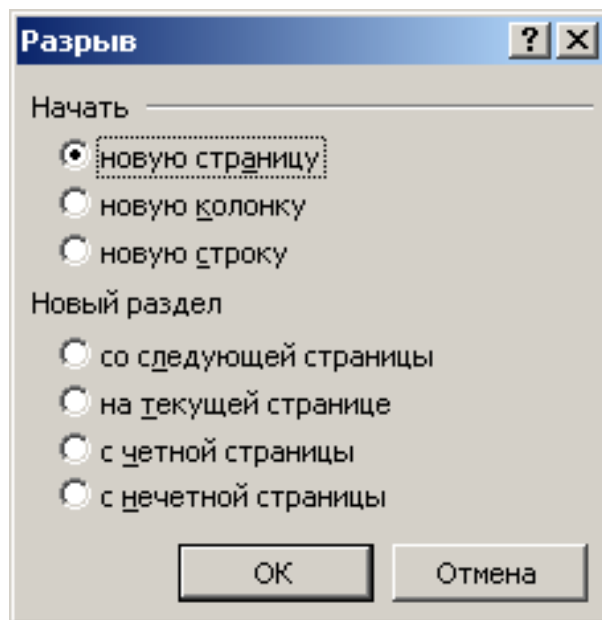 Разрыв
Начать
новую страницу
новую колонку
новую строку
Новый раздел
со следующей страницы
на текущей странице
с четной страницы
с нечетной страницы
ОК
Отмена